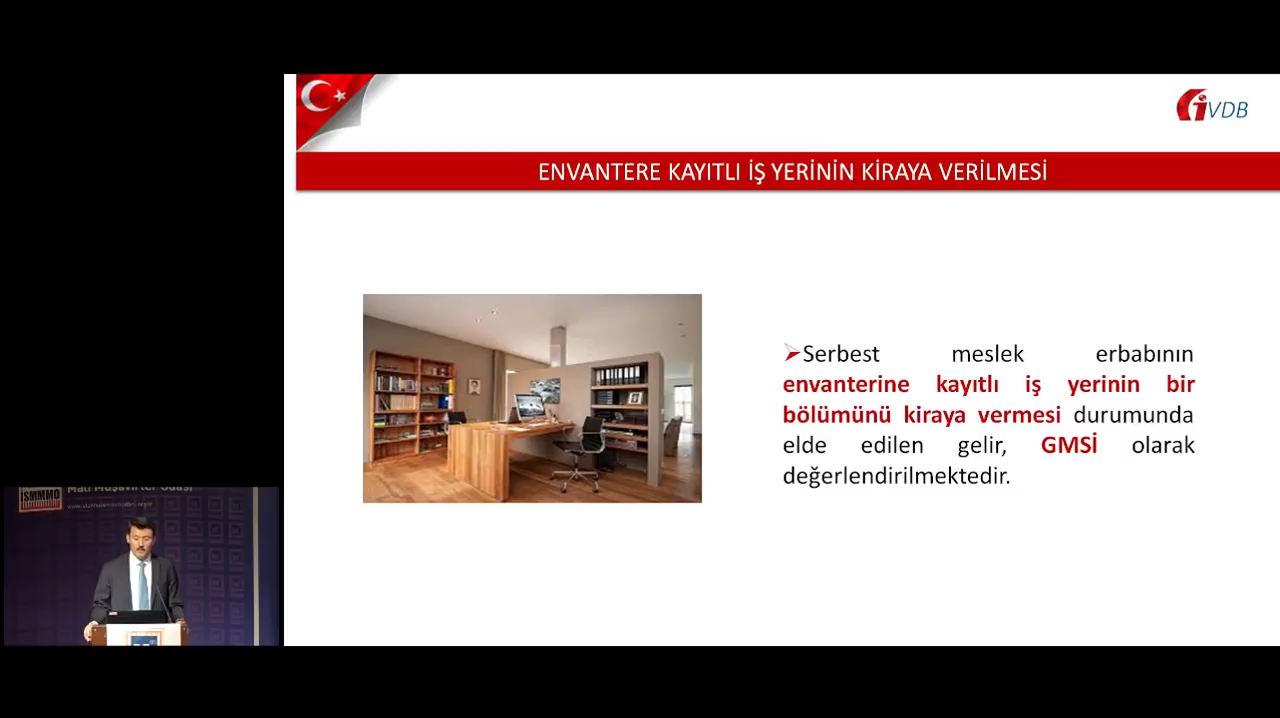 VDB
ENVANTERE KAYITLI İŞ YERİNİN KİRAYA VERİLMESİ
Serbest meslek erbabının
envanterine kayıtlı iş yerinin bir
bölümünü kiraya vermesi durumunda
elde edilen gelir, GMSİ olarak
değerlendirilmektedir.
Mali Müşavirler Odası
İSMMMO